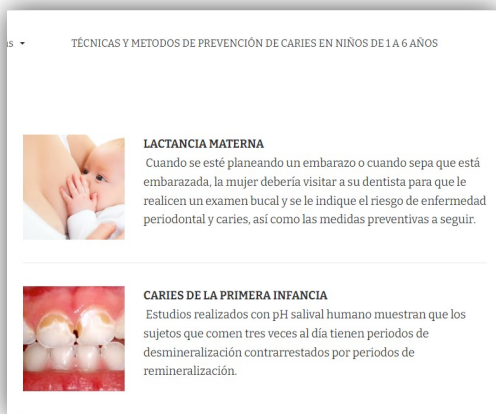 as
TÉCNICAS Y METODOS DE PREVENCIÓN DE CARIES EN NIÑOS DE 1 A 6 AÑOS
LACTANCIA MATERNA
Cuando se esté planeando un embarazo o cuando sepa que está
embarazada, la mujer debería visitar a su dentista para que le
realicen un examen bucal y se le indique el riesgo de enfermedad
periodontal y caries, así como las medidas preventivas a seguir.
CARIES DE LA PRIMERA INFANCIA
Estudios realizados con pH salival humano muestran que los
sujetos que comen tres veces al día tienen periodos de
desmineralización contrarrestados por periodos de
remineralización.